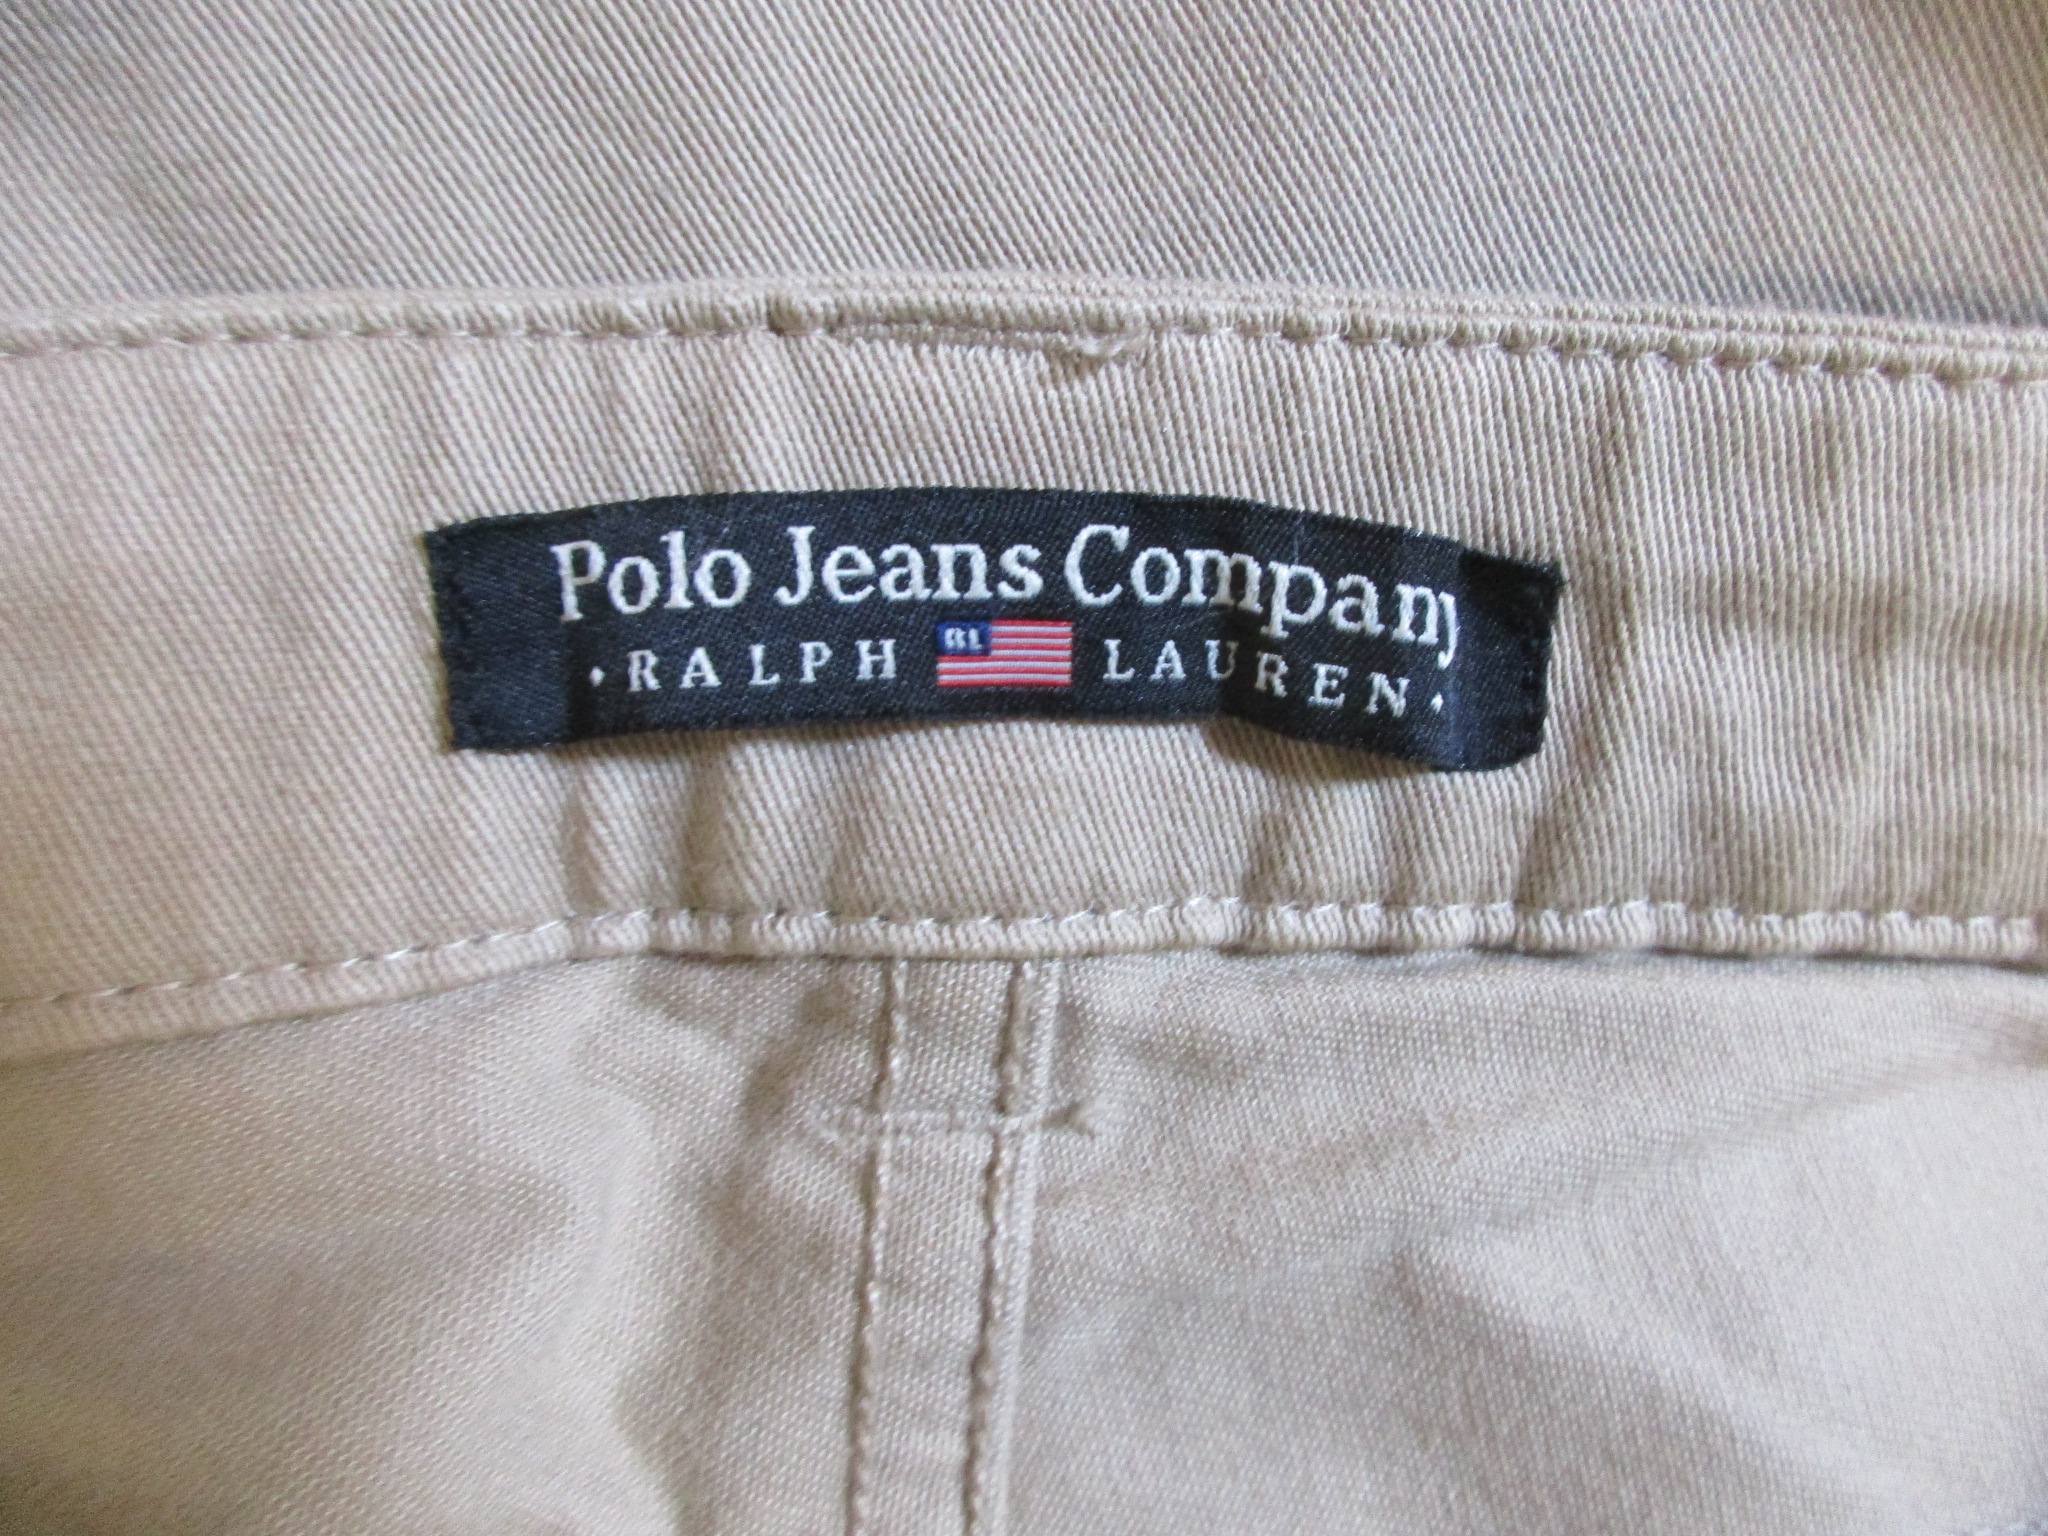 Polo Jeans Company
· RALPH RL LAUREN ·